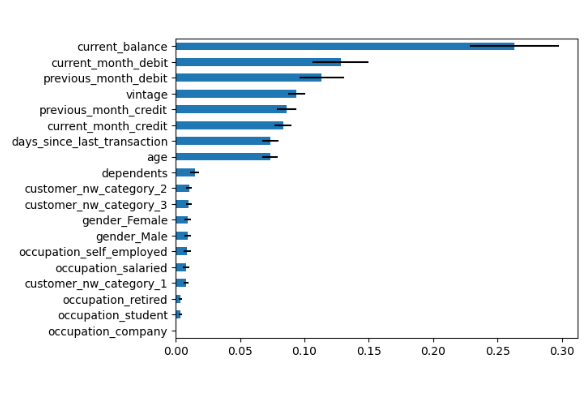 current_balance
current_month_debit
previous_month_debit
vintage
previous_month_credit
current_month_credit
days_since_last_transaction
age
dependents
customer_nw_category_2
customer_nw_category_3
gender_Female
gender_Male
occupation_self_employed
occupation_salaried
customer_nw_category_1
occupation_retired
occupation_student
occupation_company
0.00 0.05 0.10 0.15 0.20 0.25 0.30